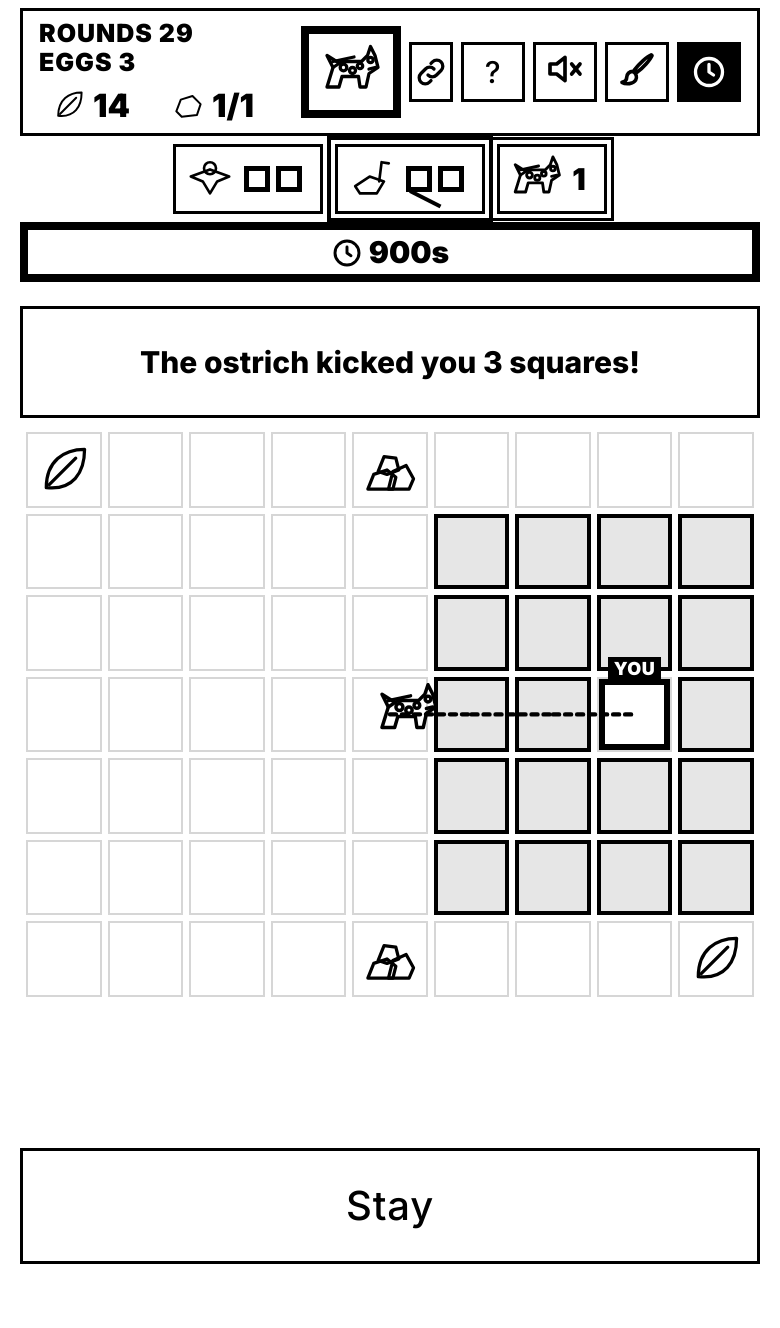 ROUNDS 29
EGGS 3
14
1/1
?
1
900s
The ostrich kicked you 3 squares!
YOU
Stay